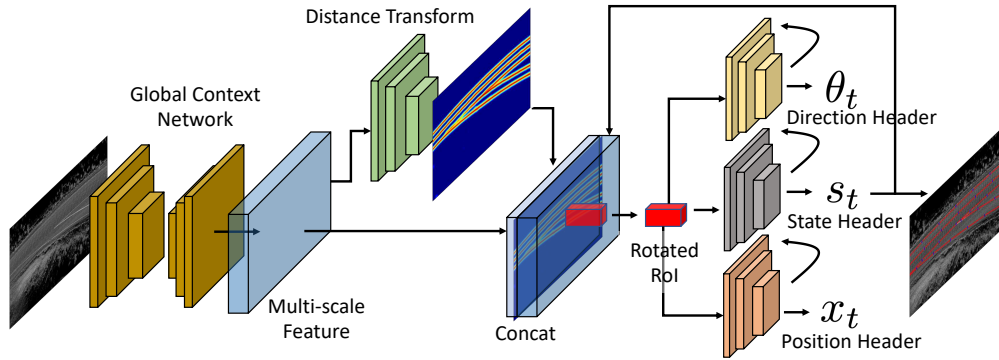 Distance Transform
Global Context
Network
θₜ
Direction Header
sₜ
State Header
Rotated
RoI
Multi-scale
Feature
Concat
xₜ
Position Header